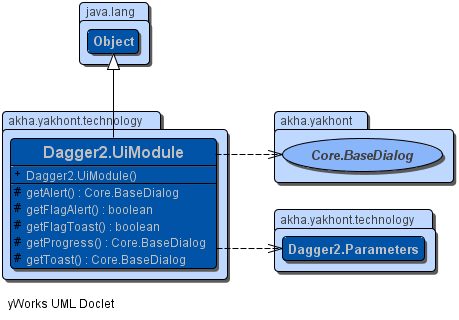 java.lang
Object
akha.yakhont.technology
Dagger2.UiModule
+ Dagger2.UiModule()
# getAlert() : Core.BaseDialog
# getFlagAlert() : boolean
# getFlagToast() : boolean
# getProgress() : Core.BaseDialog
# getToast() : Core.BaseDialog
akha.yakhont
Core.BaseDialog
akha.yakhont.technology
Dagger2.Parameters
yWorks UML Doclet